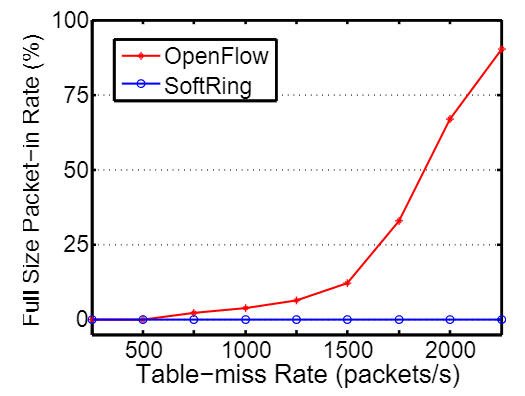 Full Size Packet-in Rate (%)
100
75
50
25
0
OpenFlow
SoftRing
500
1000
1500
2000
Table-miss Rate (packets/s)